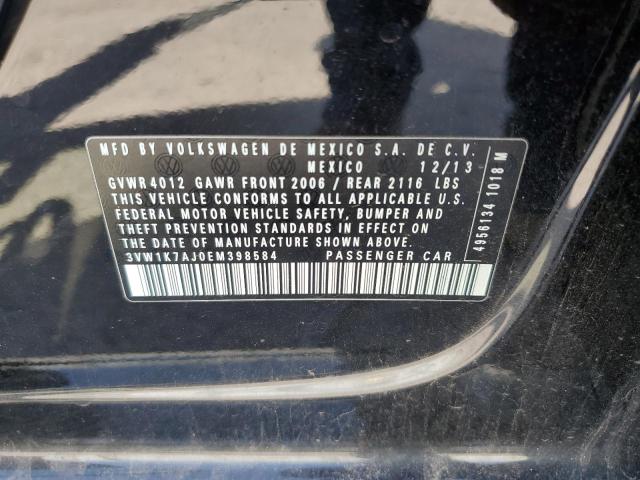 MFD BY VOLKSWAGEN DE MEXICO S.A. DE C.V.
MEXICO 12/13
GVWR 4012 GAWR FRONT 2006 / REAR 2116 LBS
THIS VEHICLE CONFORMS TO ALL APPLICABLE U.S.
FEDERAL MOTOR VEHICLE SAFETY, BUMPER AND
THEFT PREVENTION STANDARDS IN EFFECT ON
THE DATE OF MANUFACTURE SHOWN ABOVE.
3VW1K7AJ0EM398584 PASSENGER CAR
4956134 1018 M